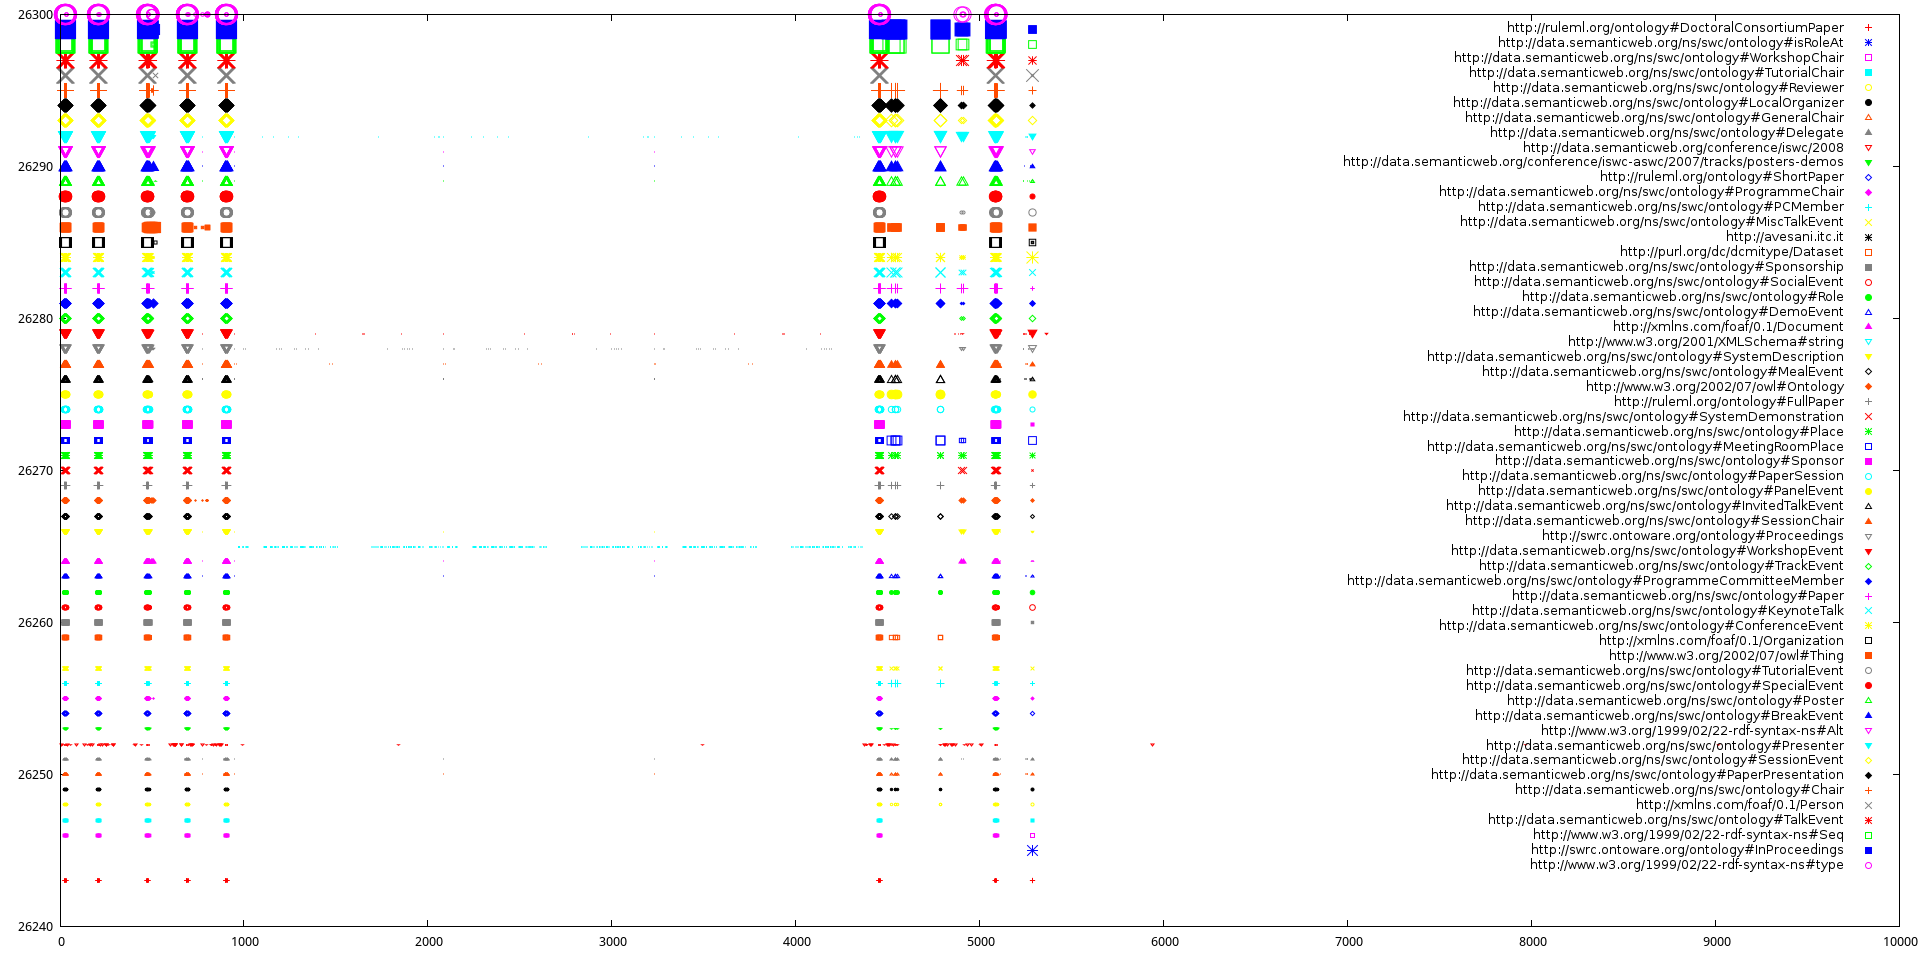 26300
26290
26280
26270
26260
26250
26240
0 1000 2000 3000 4000 5000 6000 7000 8000 9000 10000
http://ruleml.org/ontology#DoctoralConsortiumPaper
http://data.semanticweb.org/ns/swc/ontology#isRoleAt
http://data.semanticweb.org/ns/swc/ontology#WorkshopChair
http://data.semanticweb.org/ns/swc/ontology#TutorialChair
http://data.semanticweb.org/ns/swc/ontology#Reviewer
http://data.semanticweb.org/ns/swc/ontology#LocalOrganizer
http://data.semanticweb.org/ns/swc/ontology#GeneralChair
http://data.semanticweb.org/ns/swc/ontology#Delegate
http://data.semanticweb.org/conference/iswc/2008
http://data.semanticweb.org/conference/iswc-aswc/2007/tracks/posters-demos
http://ruleml.org/ontology#ShortPaper
http://data.semanticweb.org/ns/swc/ontology#ProgrammeChair
http://data.semanticweb.org/ns/swc/ontology#PCMember
http://data.semanticweb.org/ns/swc/ontology#MiscTalkEvent
http://avesani.itc.it
http://purl.org/dc/dcmitype/Dataset
http://data.semanticweb.org/ns/swc/ontology#Sponsorship
http://data.semanticweb.org/ns/swc/ontology#SocialEvent
http://data.semanticweb.org/ns/swc/ontology#Role
http://data.semanticweb.org/ns/swc/ontology#DemoEvent
http://xmlns.com/foaf/0.1/Document
http://www.w3.org/2001/XMLSchema#string
http://data.semanticweb.org/ns/swc/ontology#SystemDescription
http://data.semanticweb.org/ns/swc/ontology#MealEvent
http://www.w3.org/2002/07/owl#Ontology
http://ruleml.org/ontology#FullPaper
http://data.semanticweb.org/ns/swc/ontology#SystemDemonstration
http://data.semanticweb.org/ns/swc/ontology#Place
http://data.semanticweb.org/ns/swc/ontology#MeetingRoomPlace
http://data.semanticweb.org/ns/swc/ontology#Sponsor
http://data.semanticweb.org/ns/swc/ontology#PaperSession
http://data.semanticweb.org/ns/swc/ontology#PanelEvent
http://data.semanticweb.org/ns/swc/ontology#InvitedTalkEvent
http://data.semanticweb.org/ns/swc/ontology#SessionChair
http://swrc.ontoware.org/ontology#Proceedings
http://data.semanticweb.org/ns/swc/ontology#WorkshopEvent
http://data.semanticweb.org/ns/swc/ontology#TrackEvent
http://data.semanticweb.org/ns/swc/ontology#ProgrammeCommitteeMember
http://data.semanticweb.org/ns/swc/ontology#Paper
http://data.semanticweb.org/ns/swc/ontology#KeynoteTalk
http://data.semanticweb.org/ns/swc/ontology#ConferenceEvent
http://xmlns.com/foaf/0.1/Organization
http://www.w3.org/2002/07/owl#Thing
http://data.semanticweb.org/ns/swc/ontology#TutorialEvent
http://data.semanticweb.org/ns/swc/ontology#SpecialEvent
http://data.semanticweb.org/ns/swc/ontology#Poster
http://data.semanticweb.org/ns/swc/ontology#BreakEvent
http://www.w3.org/1999/02/22-rdf-syntax-ns#Alt
http://data.semanticweb.org/ns/swc/ontology#Presenter
http://data.semanticweb.org/ns/swc/ontology#SessionEvent
http://data.semanticweb.org/ns/swc/ontology#PaperPresentation
http://data.semanticweb.org/ns/swc/ontology#Chair
http://xmlns.com/foaf/0.1/Person
http://data.semanticweb.org/ns/swc/ontology#TalkEvent
http://www.w3.org/1999/02/22-rdf-syntax-ns#Seq
http://swrc.ontoware.org/ontology#InProceedings
http://www.w3.org/1999/02/22-rdf-syntax-ns#type